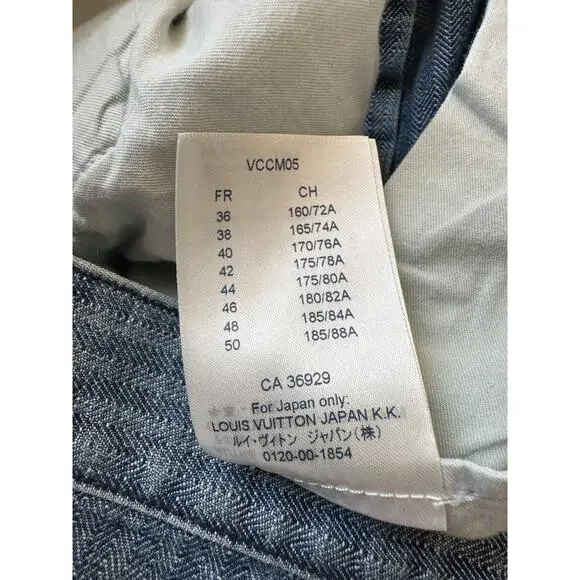 VCCM05
FR CH
36 160/72A
38 165/74A
40 170/76A
42 175/78A
44 175/80A
46 180/82A
48 185/84A
50 185/88A
CA 36929
For Japan only:
LOUIS VUITTON JAPAN K.K.
ルイ・ヴィトン ジャパン(株)
0120-00-1854